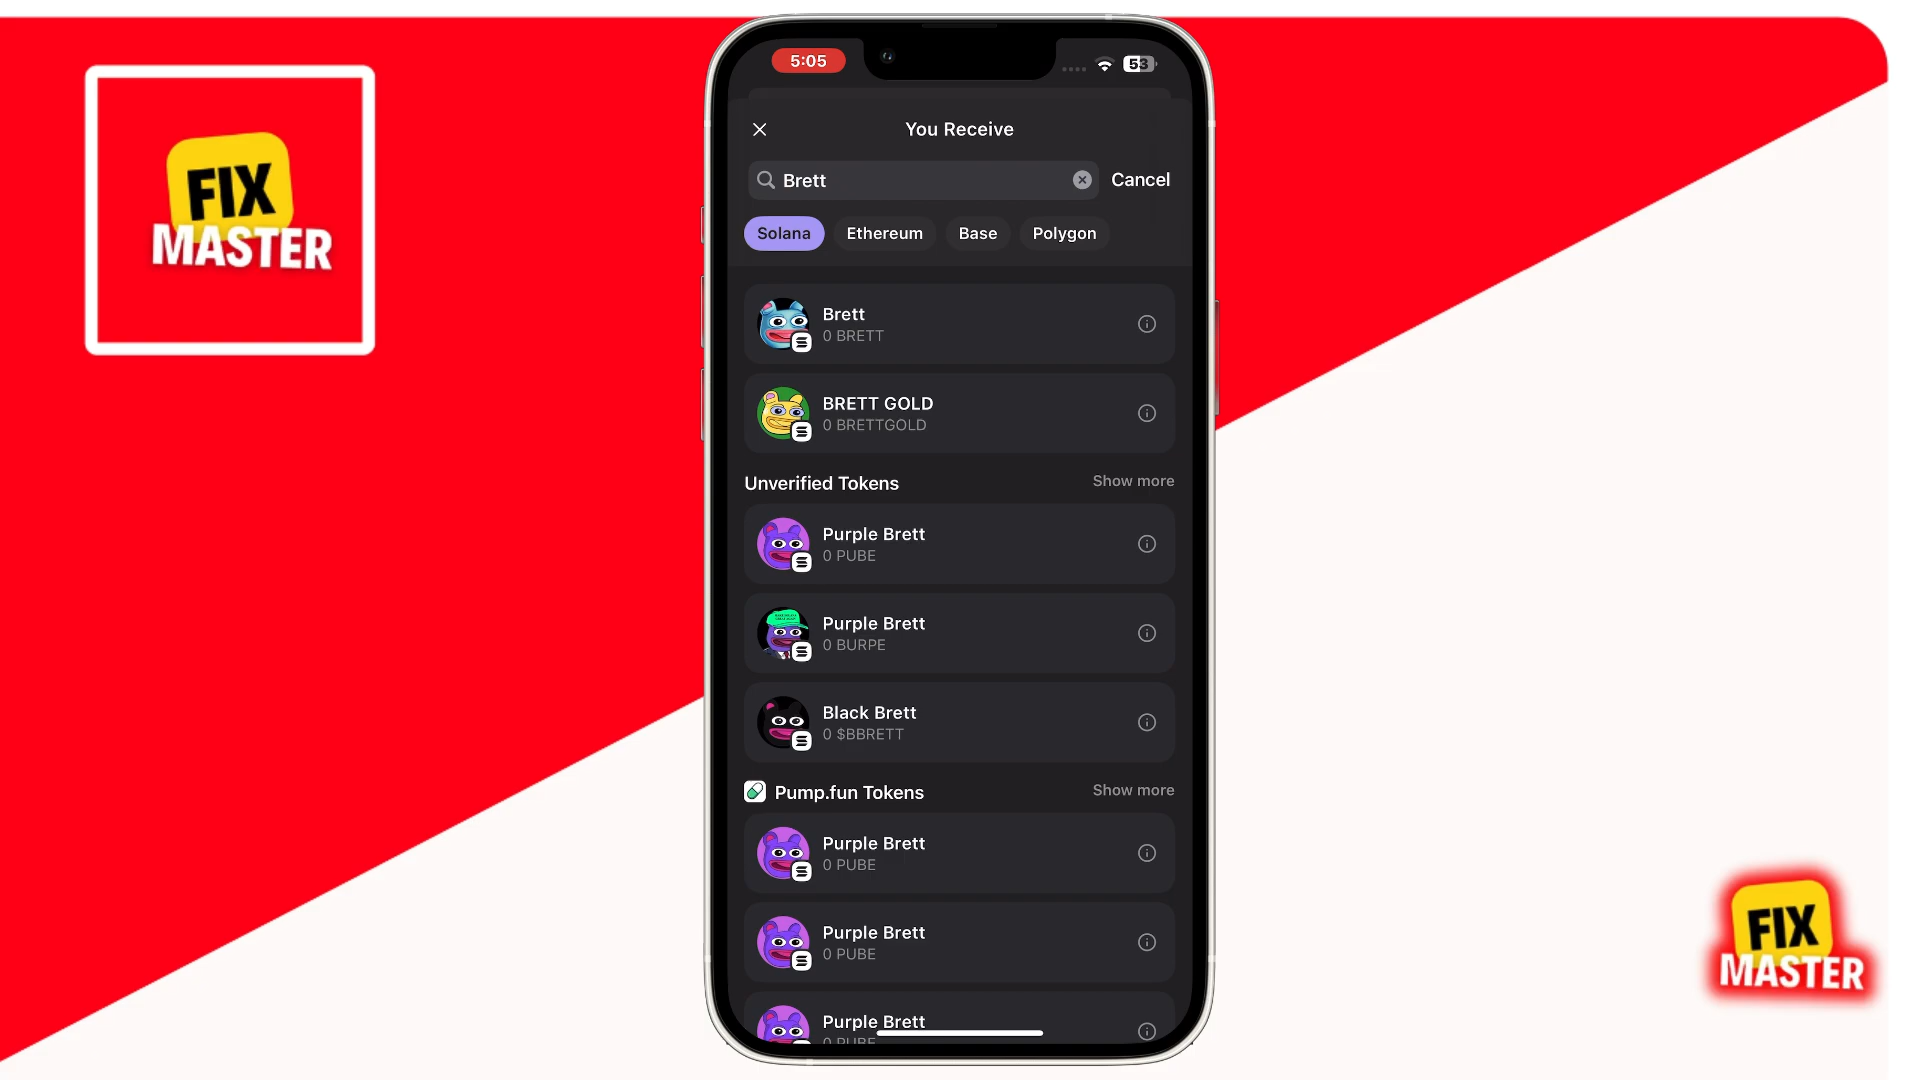 FIX
MASTER
5:05
53
You Receive
Brett
Cancel
Solana
Ethereum
Base
Polygon
Brett
0 BRETT
BRETT GOLD
0 BRETTGOLD
Unverified Tokens
Show more
Purple Brett
0 PUBE
Purple Brett
0 BURPE
Black Brett
0 $BBRETT
Pump.fun Tokens
Show more
Purple Brett
0 PUBE
Purple Brett
0 PUBE
Purple Brett
0 PUBE
FIX
MASTER